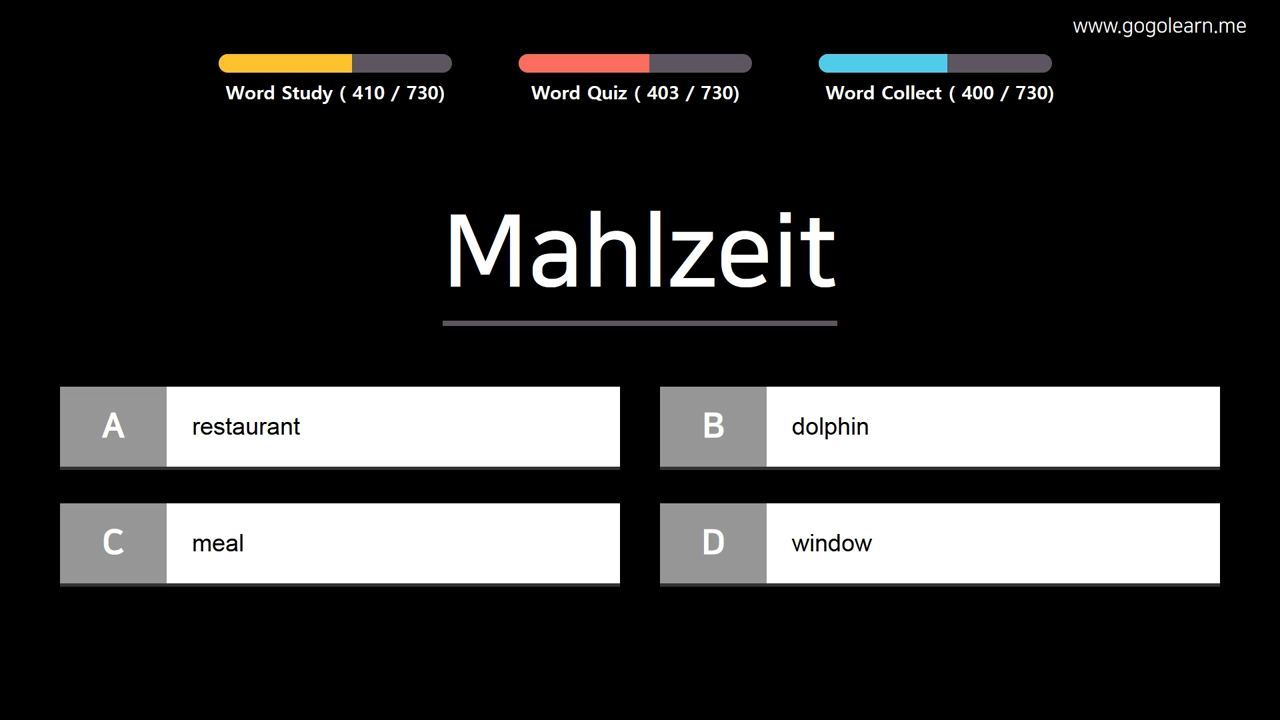 www.gogolearn.me
Word Study ( 410 / 730)
Word Quiz ( 403 / 730)
Word Collect ( 400 / 730)
Mahlzeit
A restaurant
B dolphin
C meal
D window